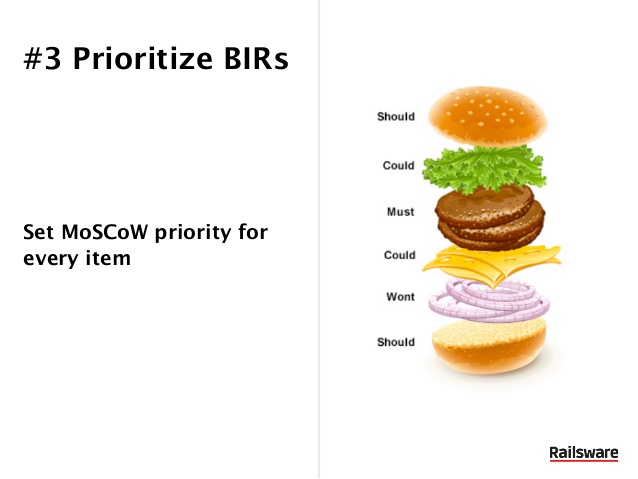 #3 Prioritize BIRs
Set MoSCoW priority for
every item
Should
Could
Must
Could
Wont
Should
Railsware